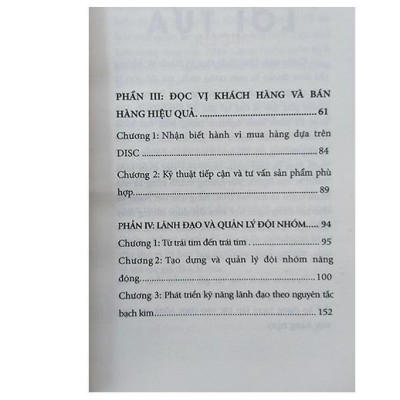 PHẦN III: ĐỌC VỊ KHÁCH HÀNG VÀ BÁN
HÀNG HIỆU QUẢ. .......................... 61
Chương 1: Nhận biết hành vi mua hàng dựa trên
DISC ................................................ 84
Chương 2: Kỹ thuật tiếp cận và tư vấn sản phẩm phù
hợp. ................................................. 89
PHẦN IV: LÃNH ĐẠO VÀ QUẢN LÝ ĐỘI NHÓM..... 94
Chương 1: Từ trái tim đến trái tim . ....................... 95
Chương 2: Tạo dựng và quản lý đội nhóm năng
động. ............................................... 100
Chương 3: Phát triển kỹ năng lãnh đạo theo nguyên tắc
bạch kim .......................................... 152